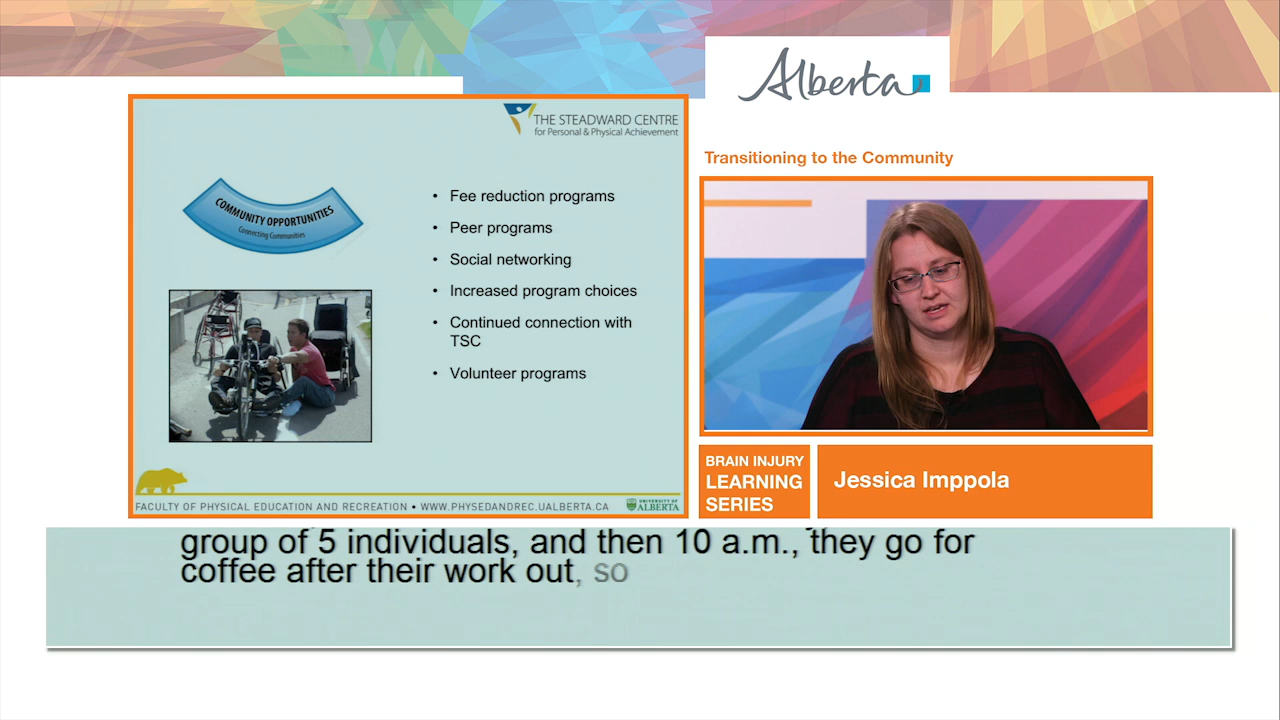 Alberta
THE STEADWARD CENTRE
for Personal & Physical Achievement
COMMUNITY OPPORTUNITIES
Connecting Communities
• Fee reduction programs
• Peer programs
• Social networking
• Increased program choices
• Continued connection with
TSC
• Volunteer programs
FACULTY OF PHYSICAL EDUCATION AND RECREATION • WWW.PHYSEDANDREC.UALBERTA.CA
UNIVERSITY OF
ALBERTA
Transitioning to the Community
BRAIN INJURY
LEARNING
SERIES
Jessica Imppola
group of 5 individuals, and then 10 a.m., they go for
coffee after their work out, so